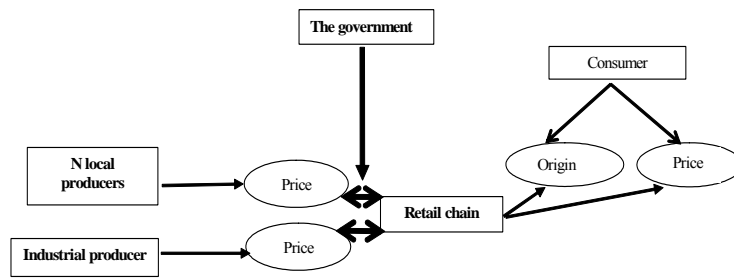 The government
Consumer
N local
producers
Price
Origin
Price
Retail chain
Industrial producer
Price